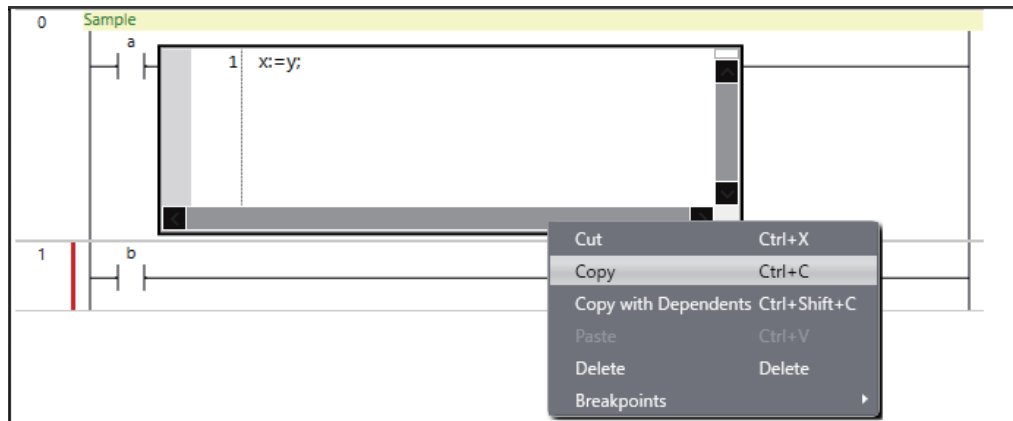 0 Sample
a
1 x:=y;
1 b
Cut Ctrl+X
Copy Ctrl+C
Copy with Dependents Ctrl+Shift+C
Paste Ctrl+V
Delete Delete
Breakpoints